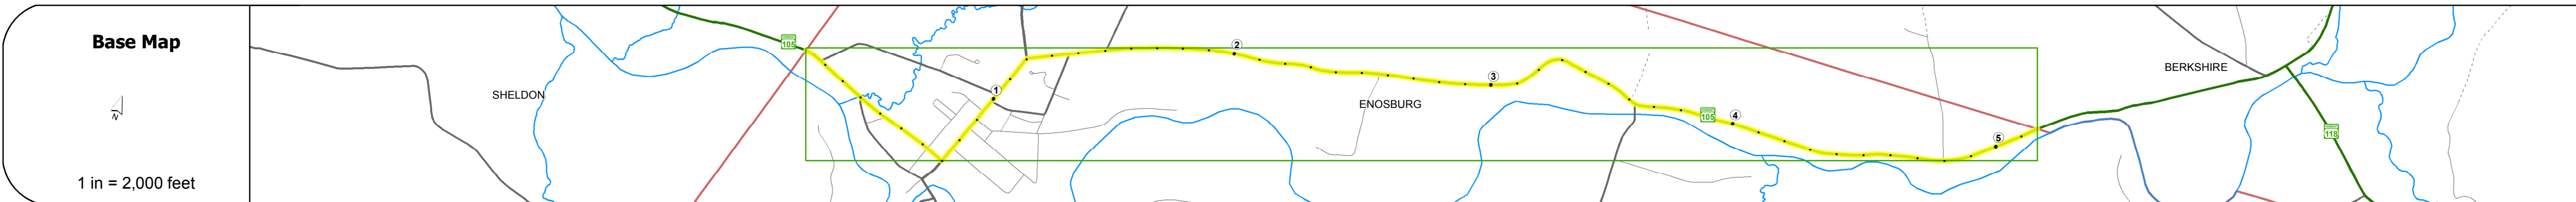 Base Map
N
1 in = 2,000 feet
105
SHELDON
1
2
3
ENOSBURG
105
4
5
BERKSHIRE
118